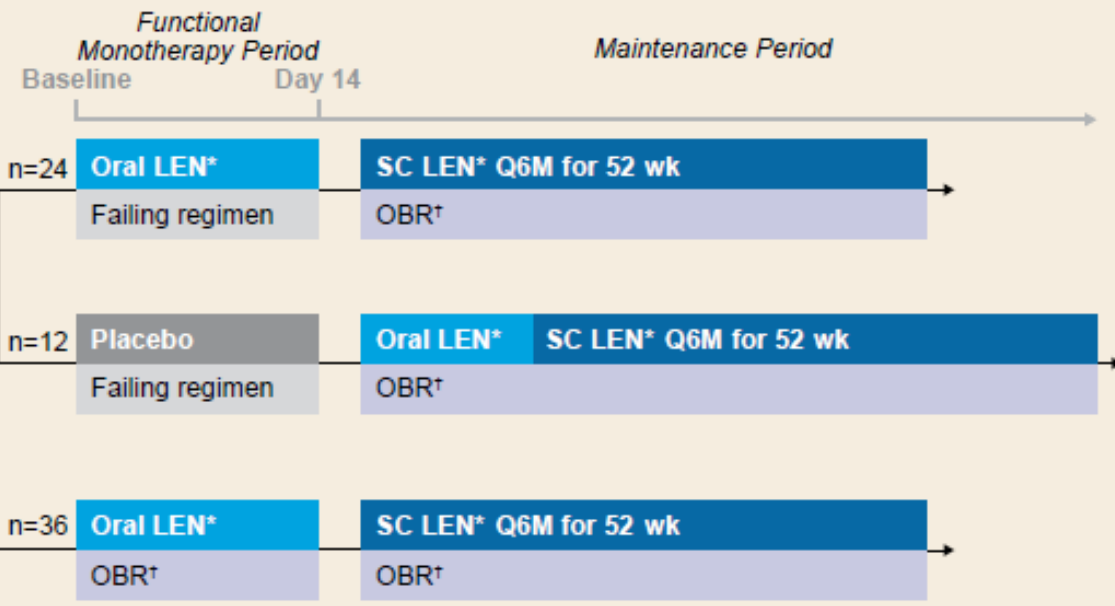 Functional
Monotherapy Period
Maintenance Period
Baseline
Day 14
n=24
Oral LEN*
SC LEN* Q6M for 52 wk
Failing regimen
OBR†
n=12
Placebo
Oral LEN*
SC LEN* Q6M for 52 wk
Failing regimen
OBR†
n=36
Oral LEN*
SC LEN* Q6M for 52 wk
OBR†
OBR†